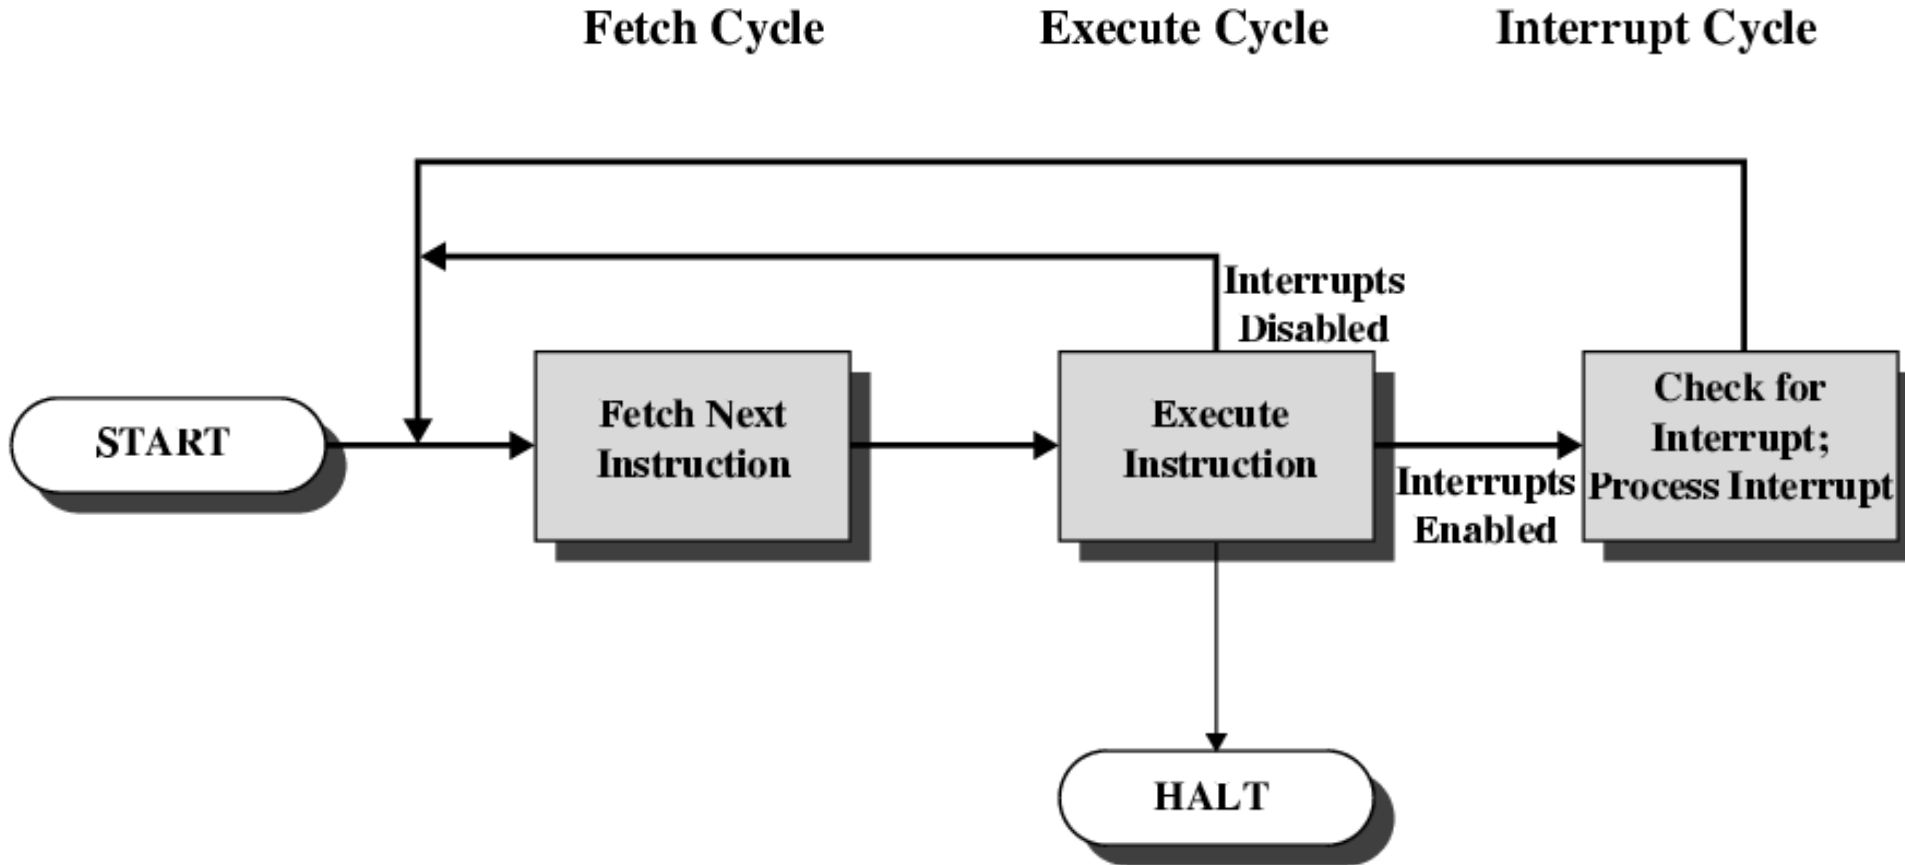 Fetch Cycle
Execute Cycle
Interrupt Cycle
Interrupts
Disabled
START
Fetch Next
Instruction
Execute
Instruction
Interrupts
Enabled
Check for
Interrupt;
Process Interrupt
HALT